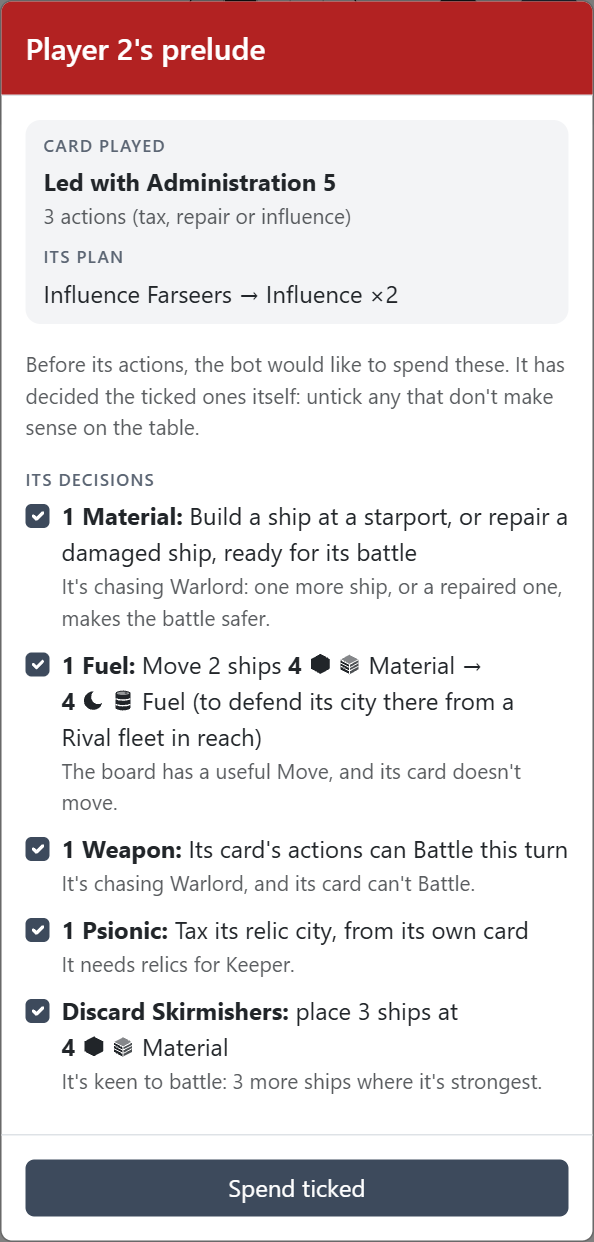 Player 2's prelude
CARD PLAYED
Led with Administration 5
3 actions (tax, repair or influence)
ITS PLAN
Influence Farseers → Influence ×2
Before its actions, the bot would like to spend these. It has
decided the ticked ones itself: untick any that don't make
sense on the table.
ITS DECISIONS
1 Material: Build a ship at a starport, or repair a
damaged ship, ready for its battle
It's chasing Warlord: one more ship, or a repaired one,
makes the battle safer.
1 Fuel: Move 2 ships 4 Material →
4 Fuel (to defend its city there from a
Rival fleet in reach)
The board has a useful Move, and its card doesn't
move.
1 Weapon: Its card's actions can Battle this turn
It's chasing Warlord, and its card can't Battle.
1 Psionic: Tax its relic city, from its own card
It needs relics for Keeper.
Discard Skirmishers: place 3 ships at
4 Material
It's keen to battle: 3 more ships where it's strongest.
Spend ticked